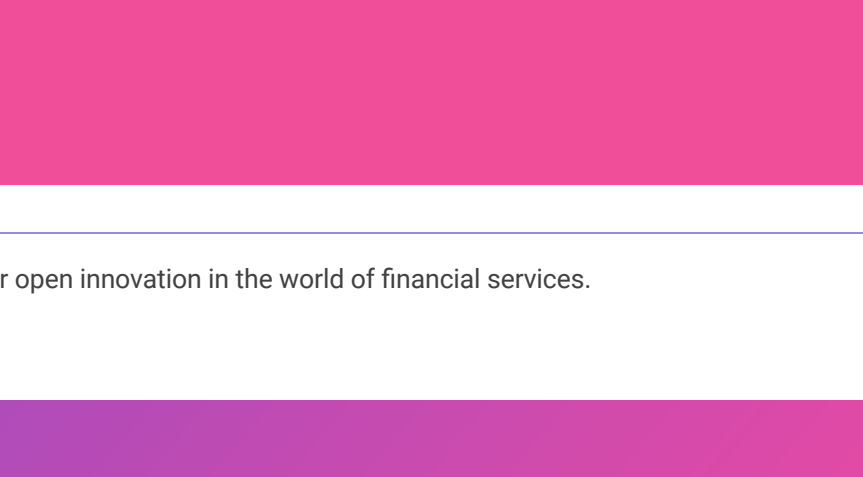 r open innovation in the world of financial services.